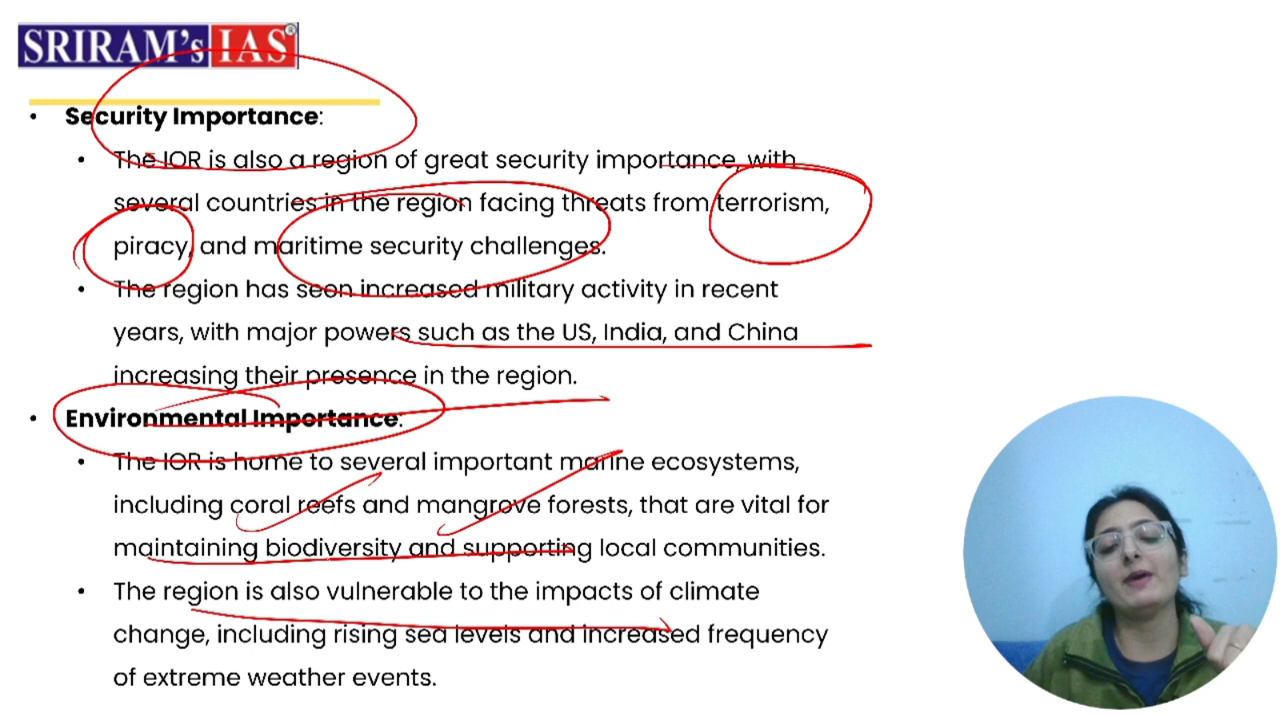 SRIRAM's IAS®
• Security Importance:
• The IOR is also a region of great security importance, with
several countries in the region facing threats from terrorism,
piracy, and maritime security challenges.
• The region has seen increased military activity in recent
years, with major powers such as the US, India, and China
increasing their presence in the region.
• Environmental Importance:
• The IOR is home to several important marine ecosystems,
including coral reefs and mangrove forests, that are vital for
maintaining biodiversity and supporting local communities.
• The region is also vulnerable to the impacts of climate
change, including rising sea levels and increased frequency
of extreme weather events.